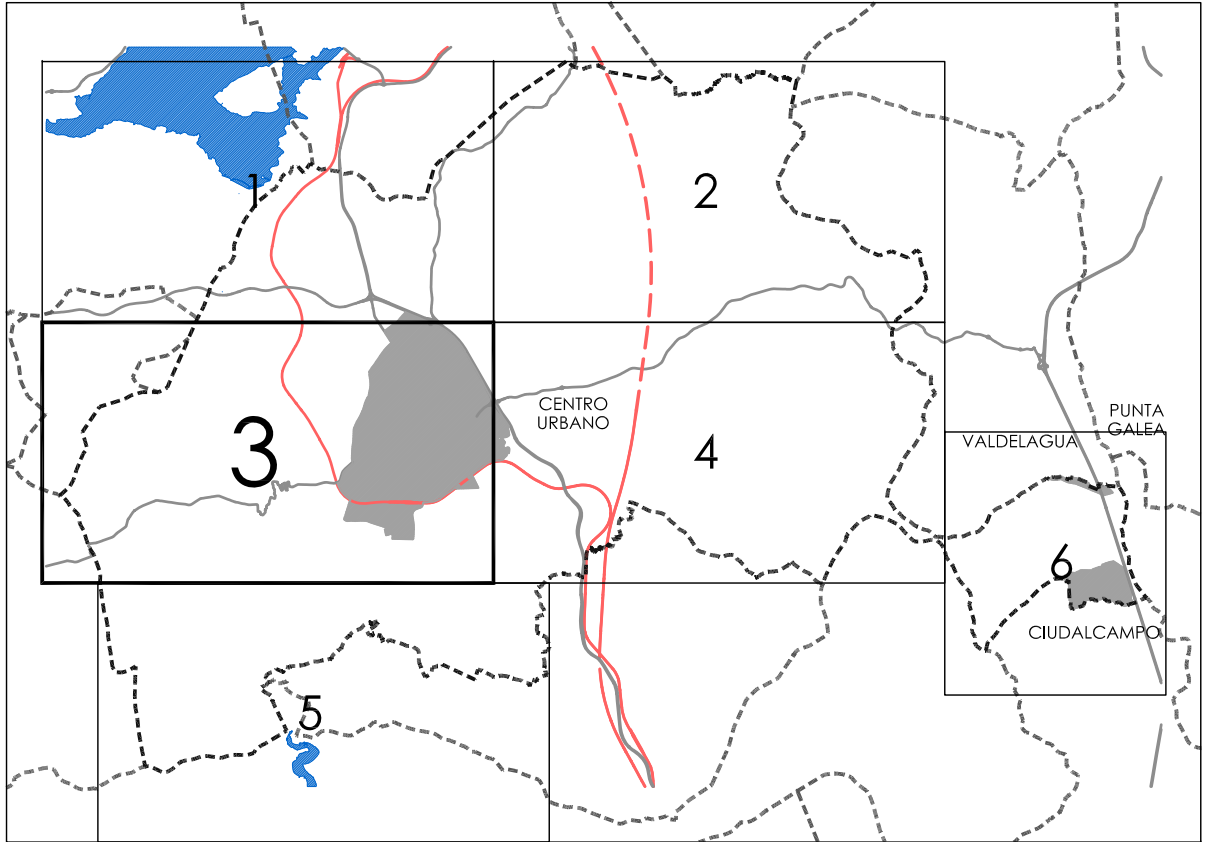 1
2
CENTRO
URBANO
PUNTA
GALEA
3
4
VALDELAGUA
6
CIUDALCAMPO
5